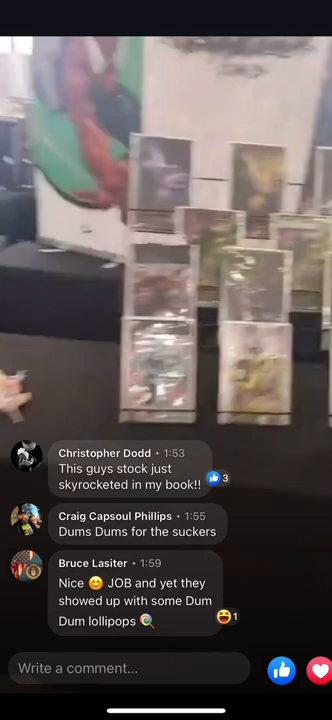 Christopher Dodd • 1:53
This guys stock just
skyrocketed in my book!!
3
Craig Capsoul Phillips • 1:55
Dums Dums for the suckers
Bruce Lasiter • 1:59
Nice 😊 JOB and yet they
showed up with some Dum
Dum lollipops 🍭
1
Write a comment...